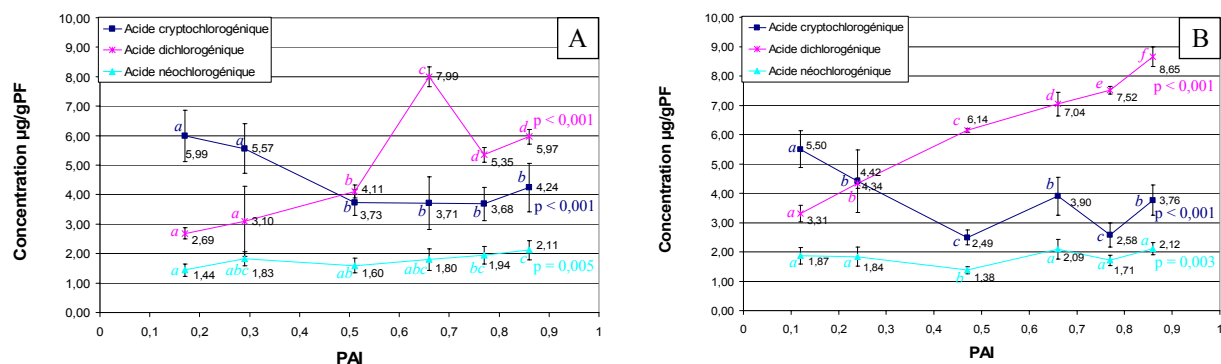 Acide cryptochlorogénique
Acide dichlorogénique
Acide néochlorogénique
A
Concentration µg/gPF
10,00
9,00
8,00
7,00
6,00
5,00
4,00
3,00
2,00
1,00
0,00
0
0,1
0,2
0,3
0,4
0,5
0,6
0,7
0,8
0,9
1
PAI
a
5,99
a
5,57
b
3,73
b
3,71
b
3,68
b
4,24
p < 0,001
a
2,69
a
3,10
b
4,11
c
7,99
d
5,35
d
5,97
p < 0,001
a
1,44
abc
1,83
ab
1,60
abc
1,80
bc
1,94
c
2,11
p = 0,005
Acide cryptochlorogénique
Acide dichlorogénique
Acide néochlorogénique
B
Concentration µg/gPF
10,00
9,00
8,00
7,00
6,00
5,00
4,00
3,00
2,00
1,00
0,00
0
0,1
0,2
0,3
0,4
0,5
0,6
0,7
0,8
0,9
1
PAI
a
5,50
b
4,42
c
2,49
b
3,90
c
2,58
b
3,76
p < 0,001
a
3,31
b
4,34
c
6,14
d
7,04
e
7,52
f
8,65
p < 0,001
a
1,87
a
1,84
b
1,38
a
2,09
a
1,71
a
2,12
p = 0,003